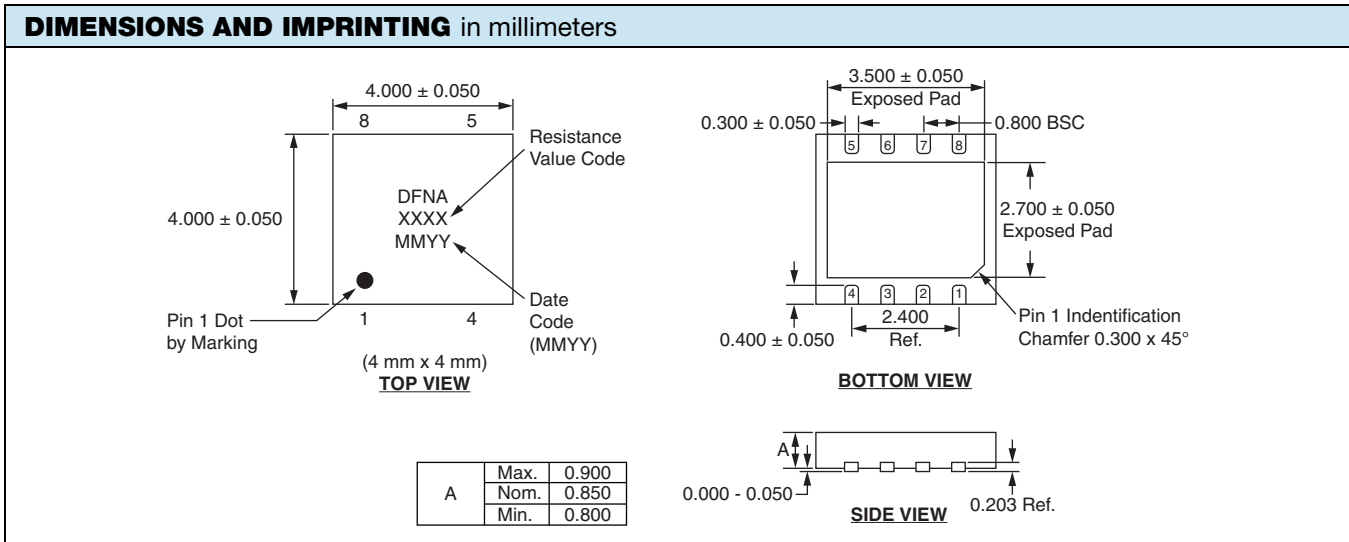 DIMENSIONS AND IMPRINTING in millimeters
4.000 ± 0.050
8 5
Resistance
Value Code
4.000 ± 0.050
DFNA
XXXX
MMYY
Date
Code
(MMYY)
Pin 1 Dot
by Marking
1 4
(4 mm x 4 mm)
TOP VIEW
3.500 ± 0.050
Exposed Pad
0.300 ± 0.050
0.800 BSC
5 6 7 8
2.700 ± 0.050
Exposed Pad
4 3 2 1
2.400
Ref.
0.400 ± 0.050
Pin 1 Indentification
Chamfer 0.300 x 45°
BOTTOM VIEW
A Max. 0.900
Nom. 0.850
Min. 0.800
A
0.000 - 0.050
0.203 Ref.
SIDE VIEW